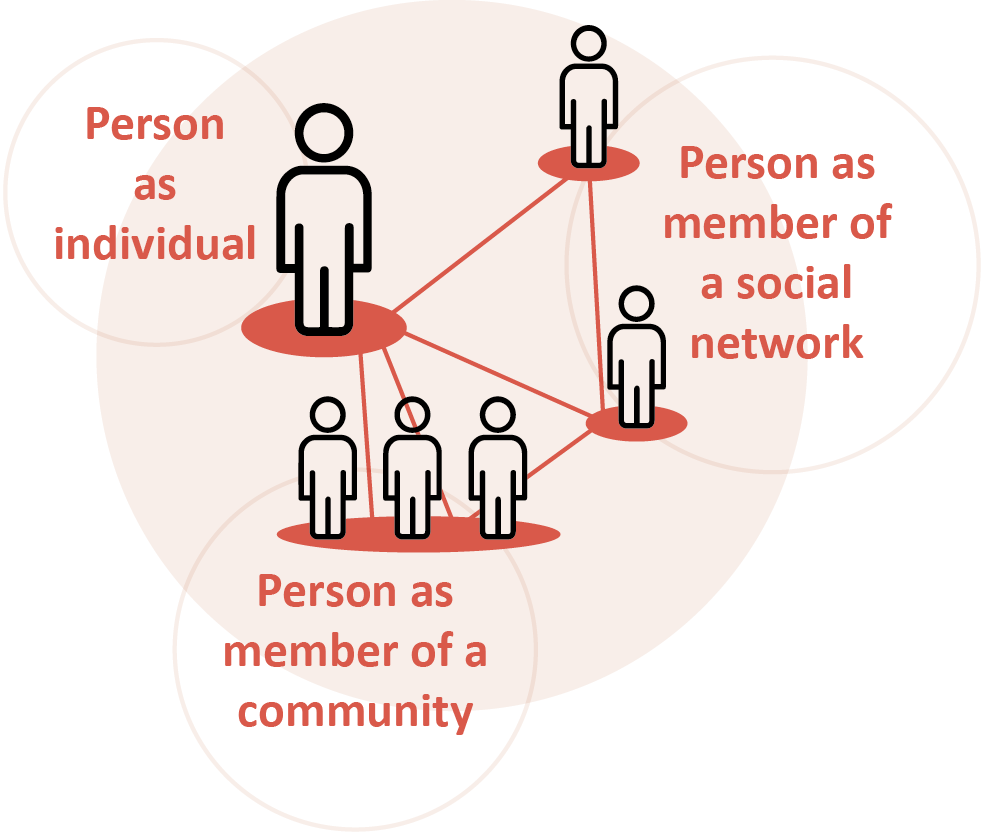 Person
as
individual
Person as
member of
a social
network
Person as
member of a
community